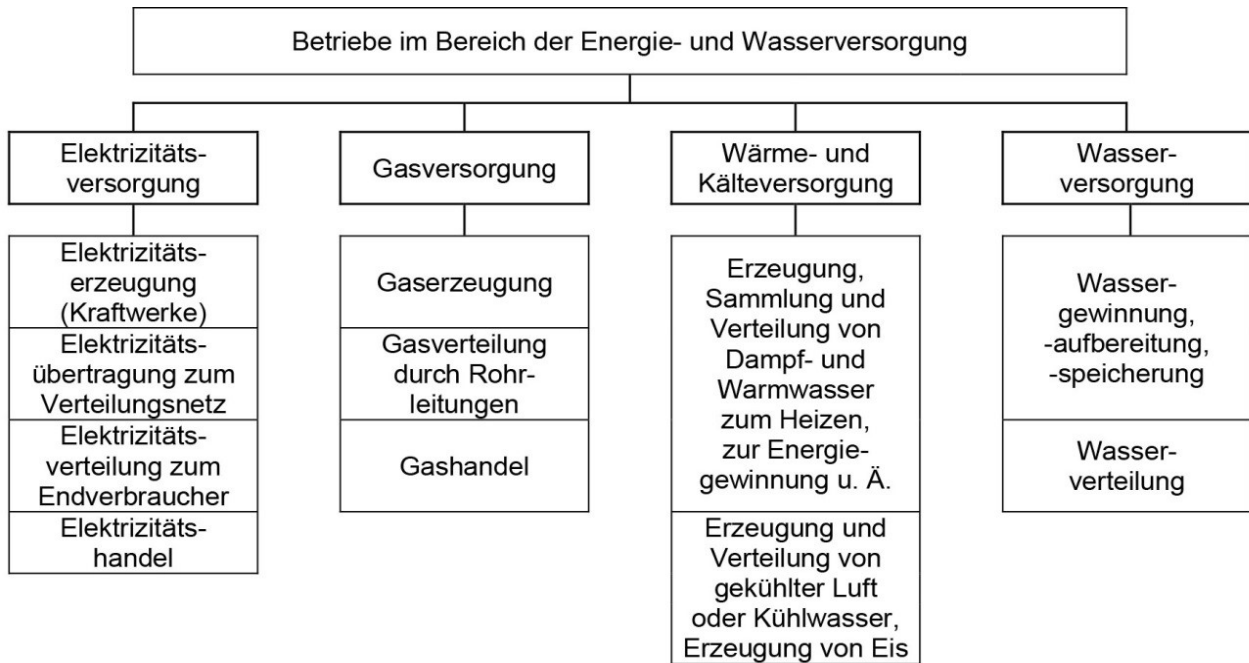 Betriebe im Bereich der Energie- und Wasserversorgung
Elektrizitäts-
versorgung
Elektrizitäts-
erzeugung
(Kraftwerke)
Elektrizitäts-
übertragung zum
Verteilungsnetz
Elektrizitäts-
verteilung zum
Endverbraucher
Elektrizitäts-
handel
Gasversorgung
Gaserzeugung
Gasverteilung
durch Rohr-
leitungen
Gashandel
Wärme- und
Kälteversorgung
Erzeugung,
Sammlung und
Verteilung von
Dampf- und
Warmwasser
zum Heizen,
zur Energie-
gewinnung u. Ä.
Erzeugung und
Verteilung von
gekühlter Luft
oder Kühlwasser,
Erzeugung von Eis
Wasser-
versorgung
Wasser-
gewinnung,
-aufbereitung,
-speicherung
Wasser-
verteilung